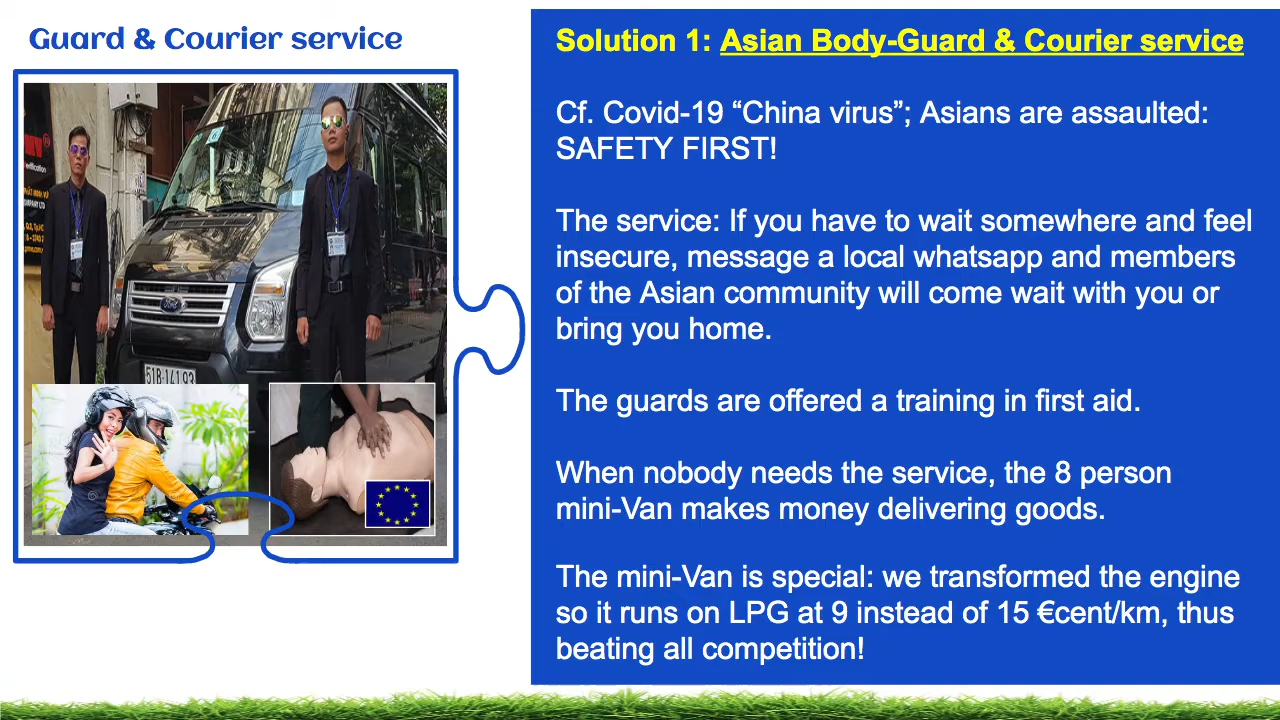 Guard & Courier service
Solution 1: Asian Body-Guard & Courier service
Cf. Covid-19 “China virus”; Asians are assaulted:
SAFETY FIRST!
The service: If you have to wait somewhere and feel
insecure, message a local whatsapp and members
of the Asian community will come wait with you or
bring you home.
The guards are offered a training in first aid.
When nobody needs the service, the 8 person
mini-Van makes money delivering goods.
The mini-Van is special: we transformed the engine
so it runs on LPG at 9 instead of 15 €cent/km, thus
beating all competition!
Ford
51B-141.93